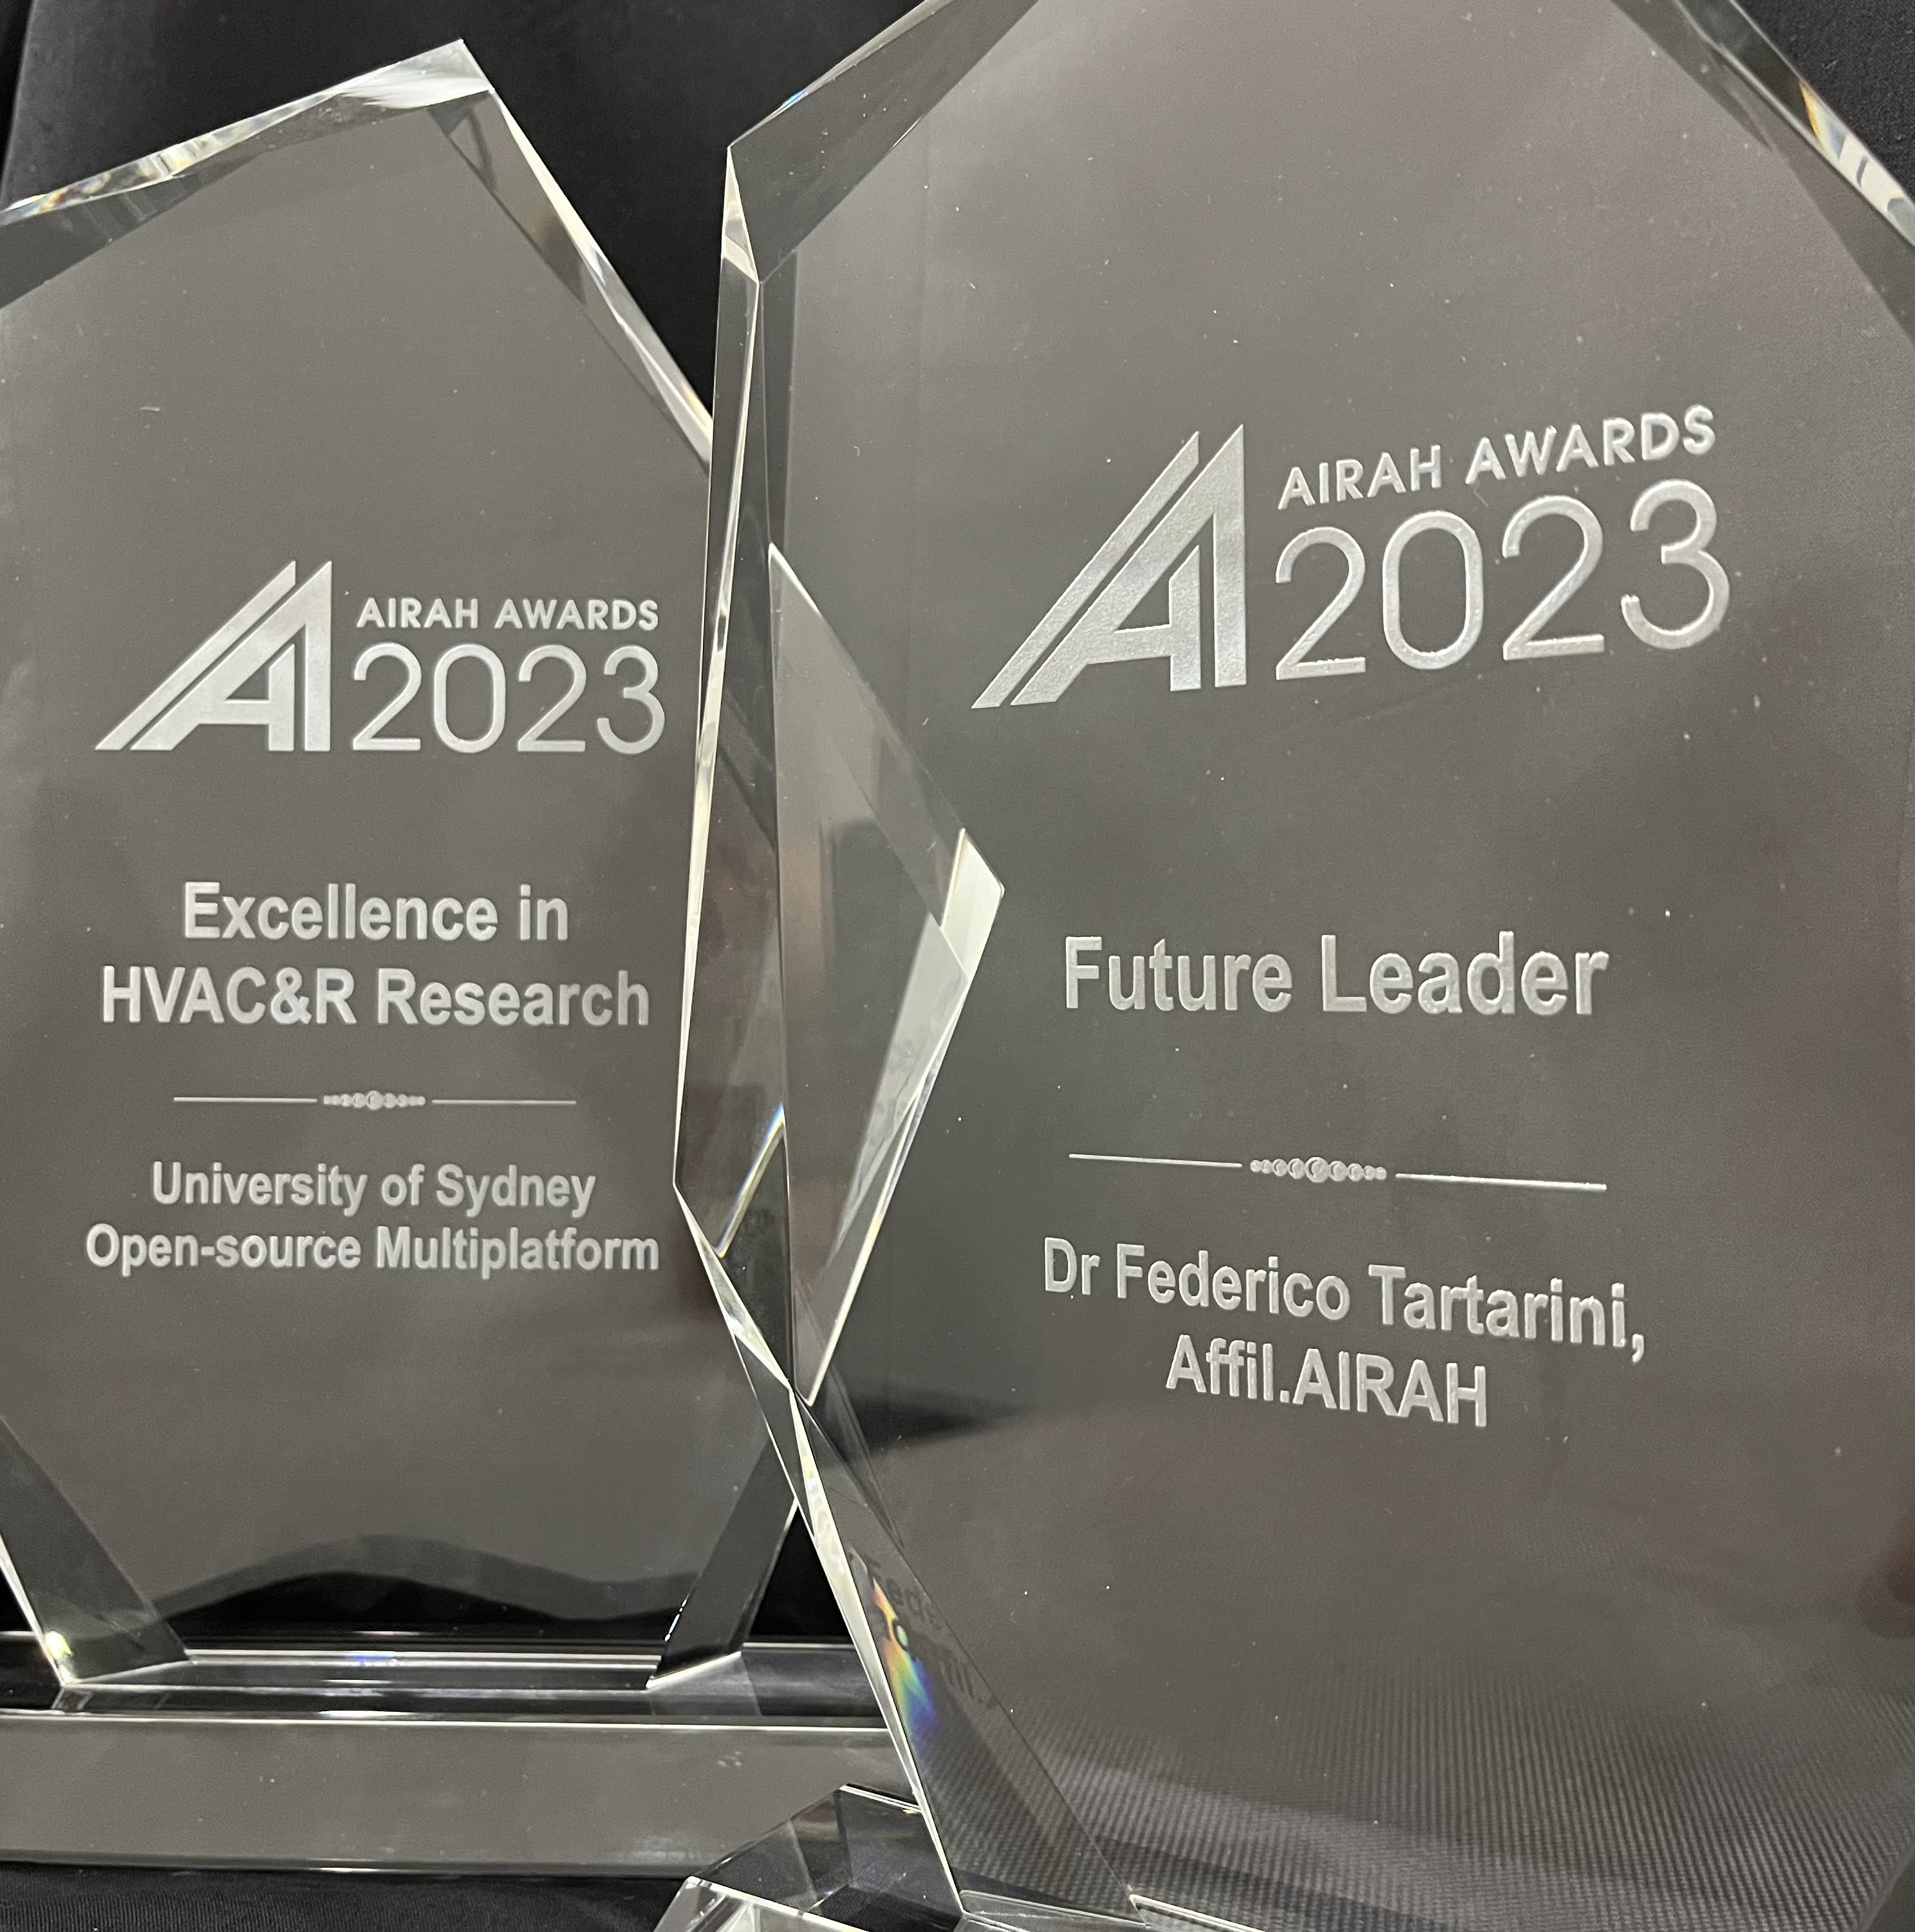 AIRAH AWARDS
2023
Excellence in
HVAC&R Research
University of Sydney
Open-source Multiplatform
AIRAH AWARDS
2023
Future Leader
Dr Federico Tartarini,
Affil.AIRAH